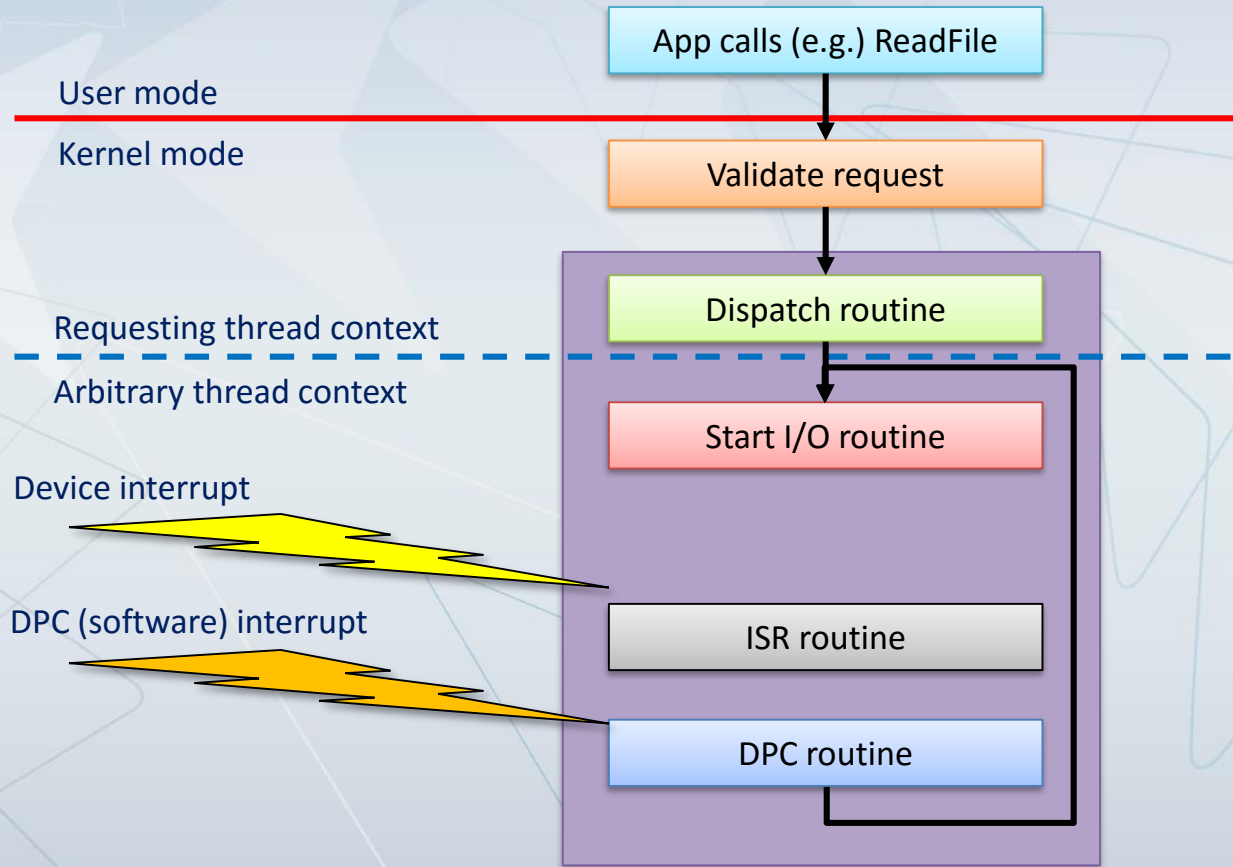 App calls (e.g.) ReadFile
User mode
Kernel mode
Validate request
Dispatch routine
Requesting thread context
Arbitrary thread context
Start I/O routine
Device interrupt
ISR routine
DPC (software) interrupt
DPC routine